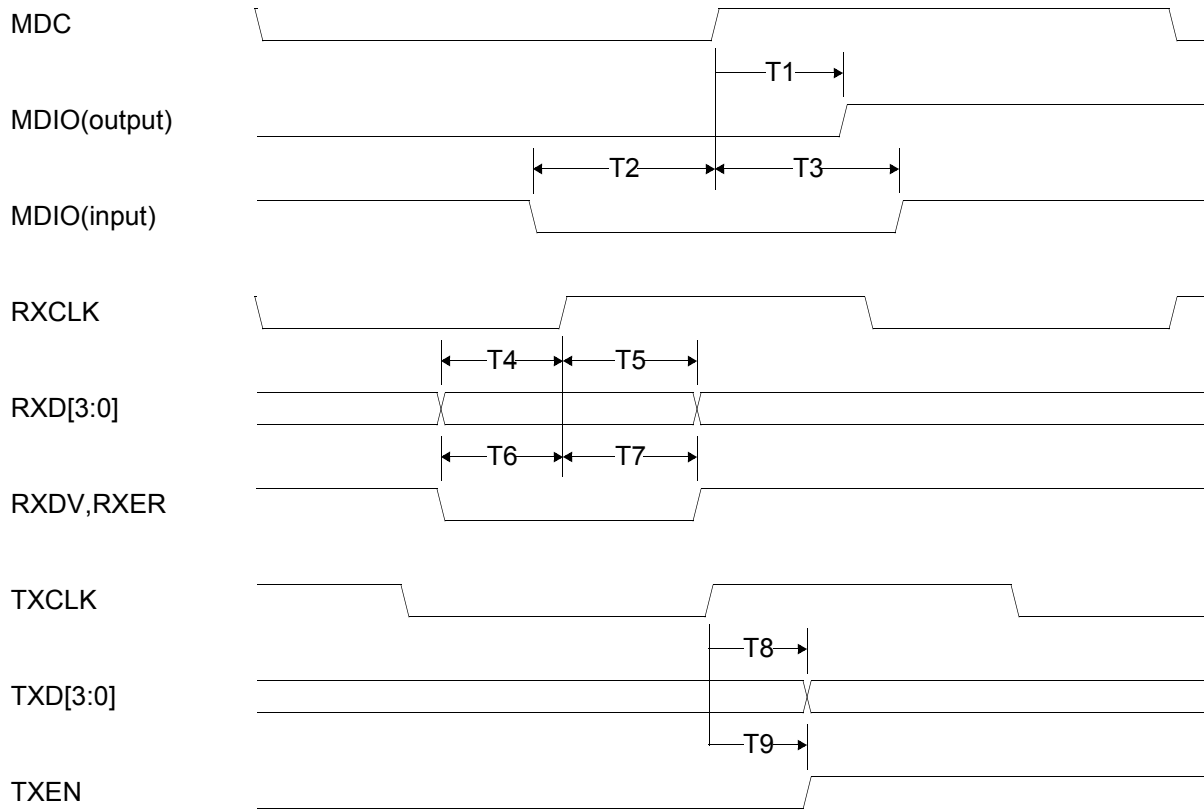 MDC
T1
MDIO(output)
T2 T3
MDIO(input)
RXCLK
T4 T5
RXD[3:0]
T6 T7
RXDV,RXER
TXCLK
T8
TXD[3:0]
T9
TXEN